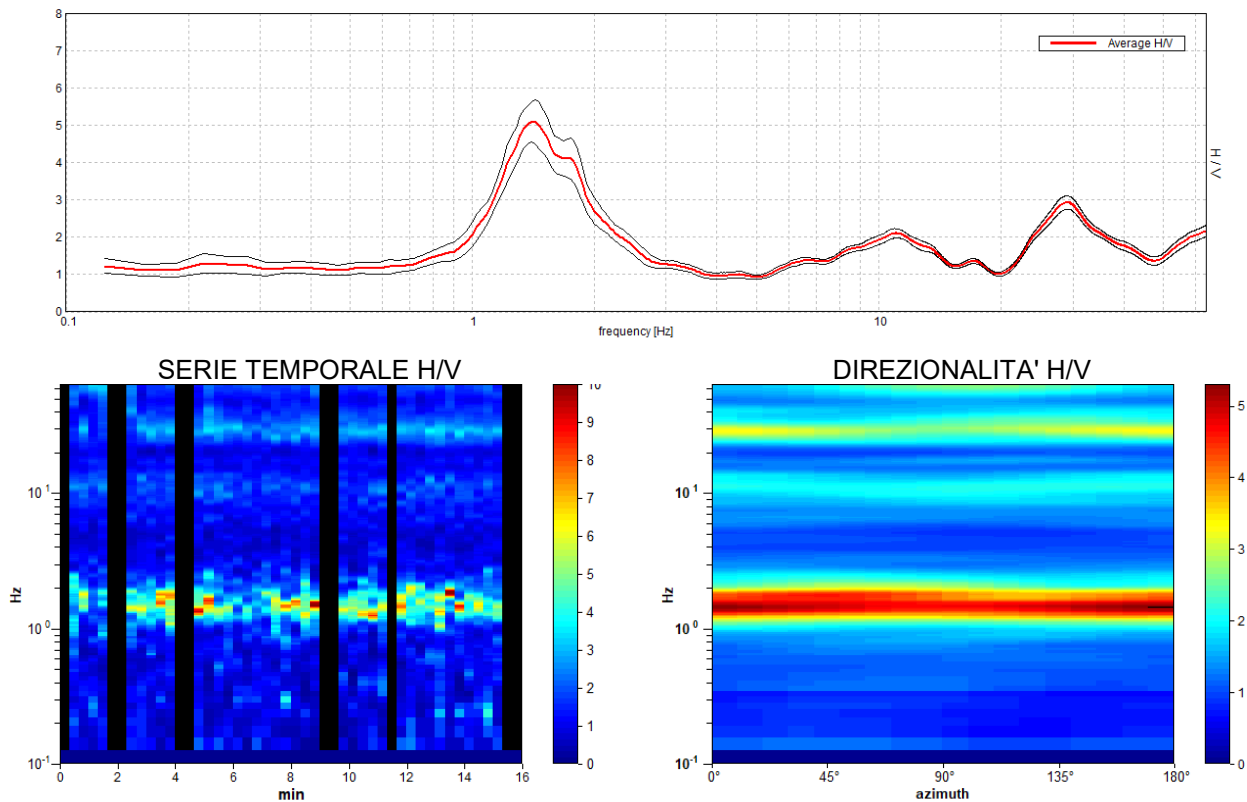 8
7
6
5
4
3
2
1
0
Average H/V
H / V
0.1 1 10
frequency [Hz]
SERIE TEMPORALE H/V
DIREZIONALITA' H/V
Hz
10¹
10⁰
10⁻¹
0 2 4 6 8 10 12 14 16
min
10
9
8
7
6
5
4
3
2
1
0
Hz
10¹
10⁰
10⁻¹
0° 45° 90° 135° 180°
azimuth
5
4
3
2
1
0